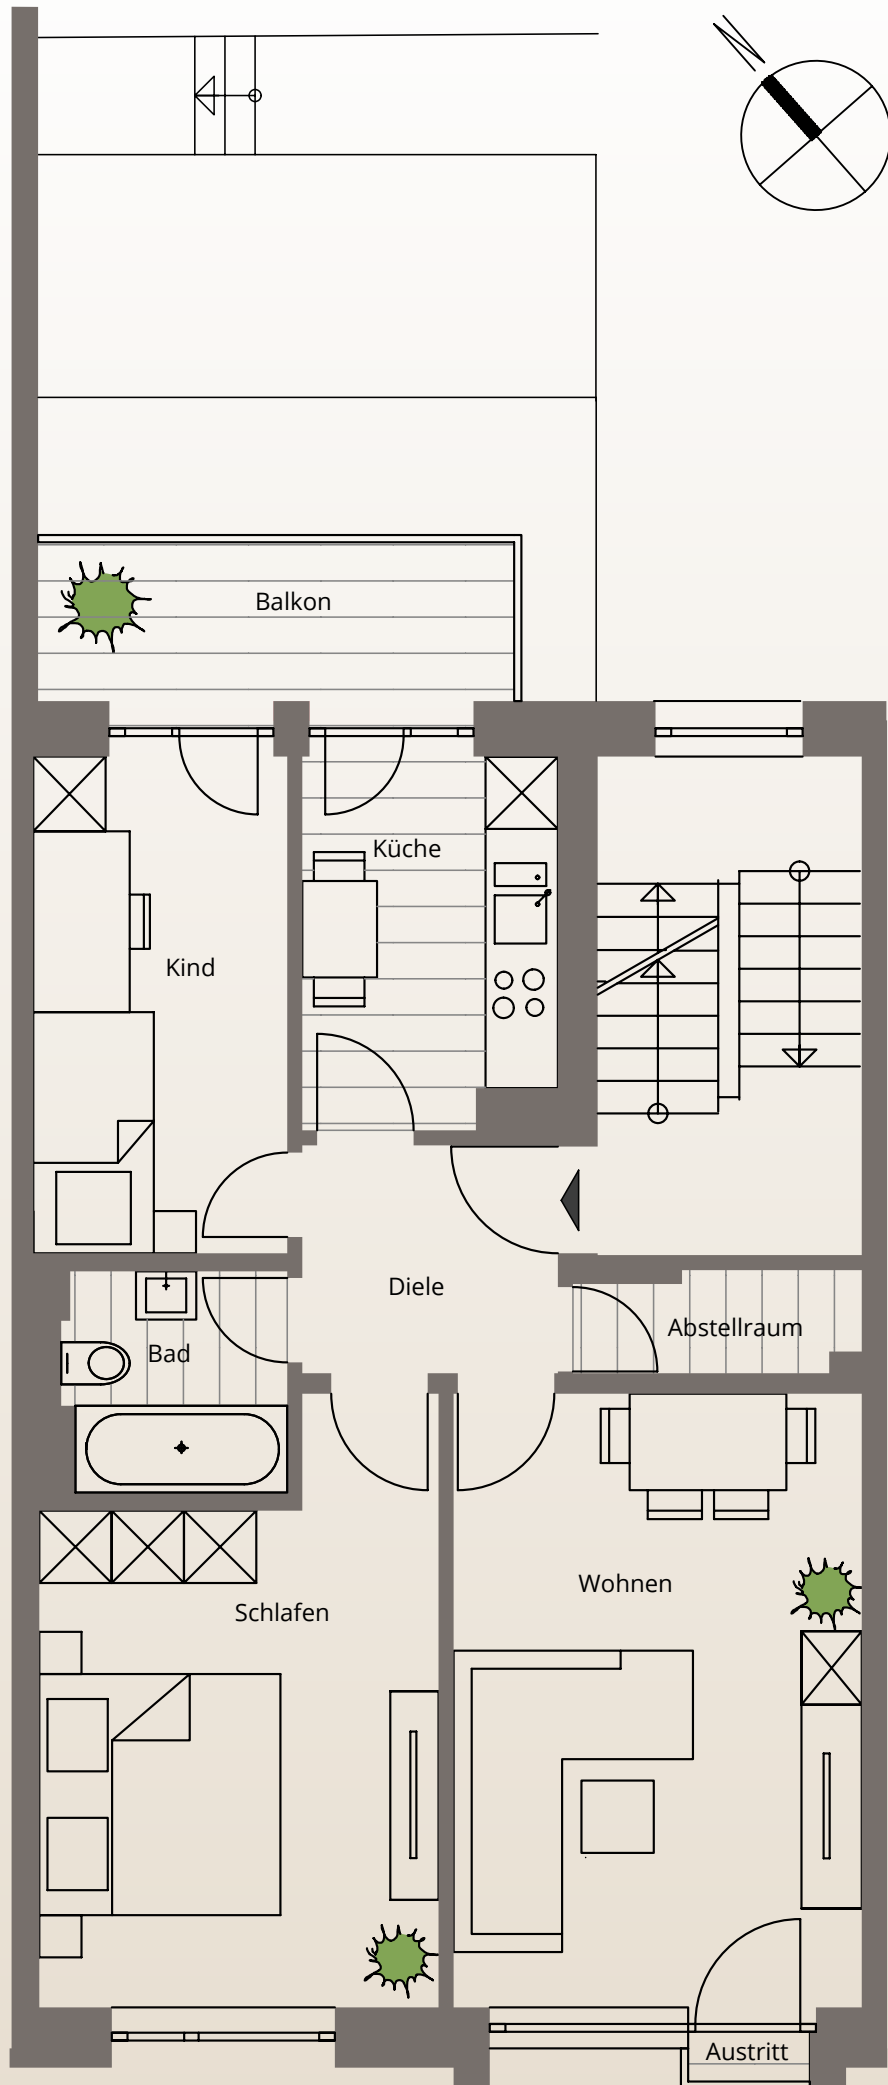 Balkon
Küche
Kind
Diele
Abstellraum
Bad
Wohnen
Schlafen
Austritt